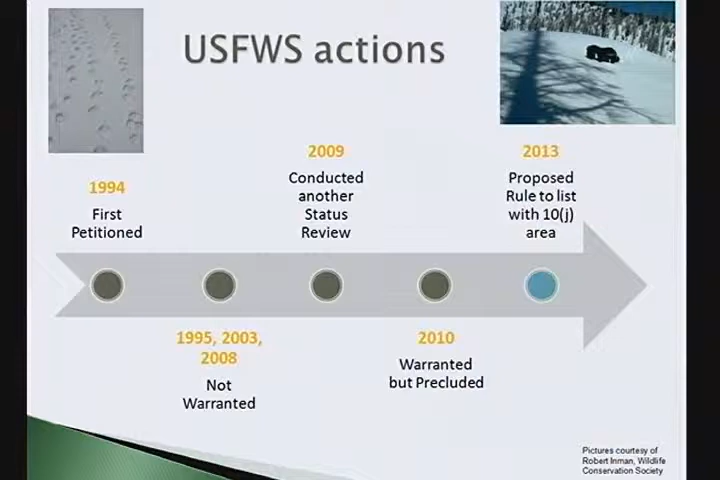 USFWS actions
1994
First
Petitioned
1995, 2003,
2008
Not
Warranted
2009
Conducted
another
Status
Review
2010
Warranted
but Precluded
2013
Proposed
Rule to list
with 10(j)
area
Pictures courtesy of
Robert Inman, Wildlife
Conservation Society